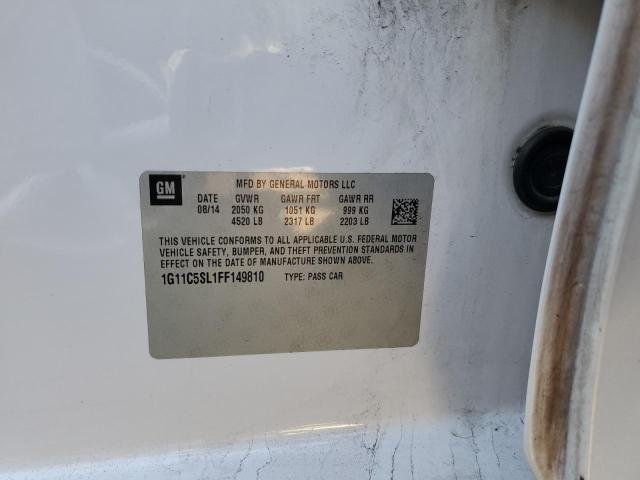 GM ®
MFD BY GENERAL MOTORS LLC
DATE GVWR GAWR FRT GAWR RR
08/14 2050 KG 1051 KG 999 KG
4520 LB 2317 LB 2203 LB
THIS VEHICLE CONFORMS TO ALL APPLICABLE U.S. FEDERAL MOTOR
VEHICLE SAFETY, BUMPER, AND THEFT PREVENTION STANDARDS IN
EFFECT ON THE DATE OF MANUFACTURE SHOWN ABOVE.
1G11C5SL1FF149810 TYPE: PASS CAR